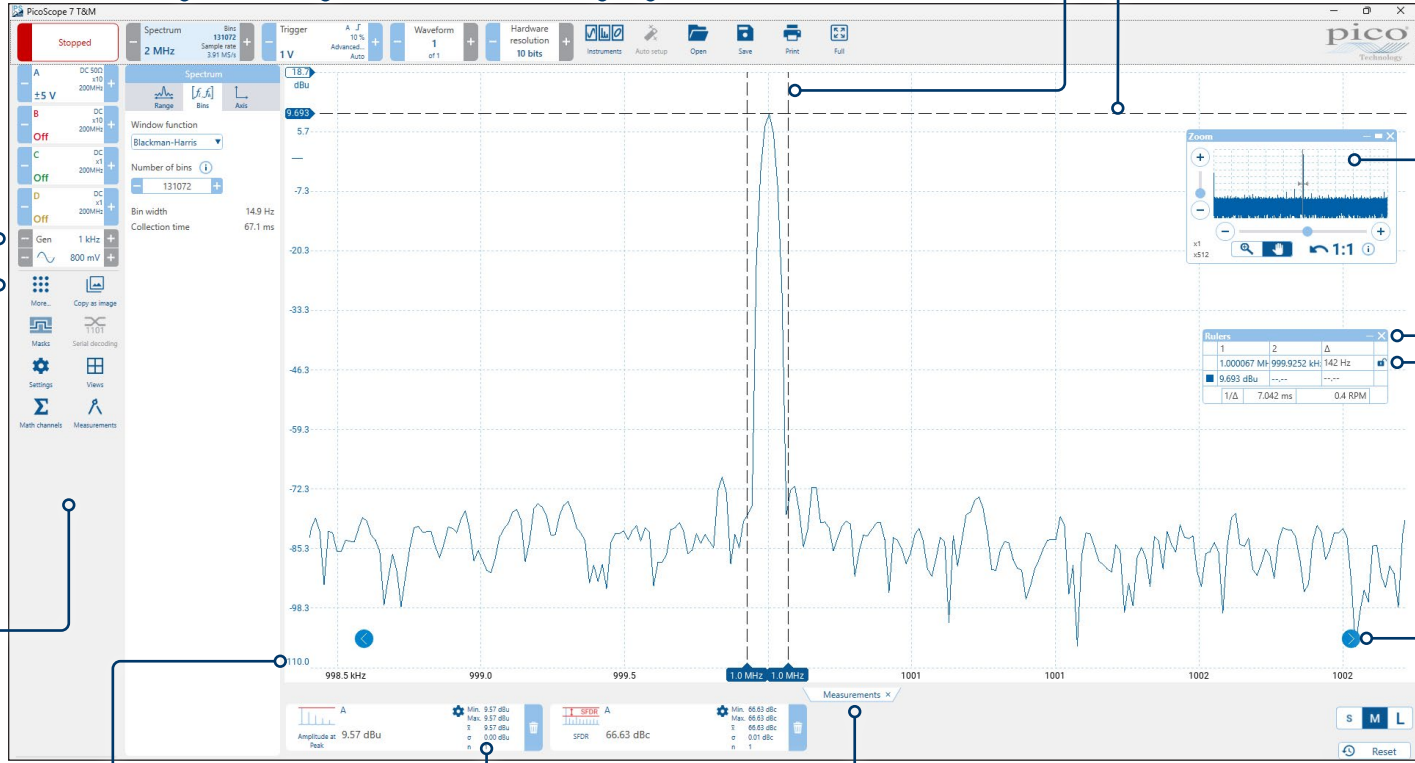 PicoScope 7 T&M
Stopped
Spectrum
2 MHz
Bins
131072
Sample rate
3.91 MS/s
Trigger
1 V
A
10 %
Advanced...
Auto
Waveform
1
of 1
Hardware
resolution
10 bits
Instruments
Auto setup
Open
Save
Print
Full
pico
Technology
A
±5 V
DC 50Ω
x10
200MHz
B
Off
DC
x10
200MHz
C
Off
DC
x1
200MHz
D
Off
DC
x1
200MHz
Gen
1 kHz
800 mV
More...
Copy as image
Masks
1101
Serial decoding
Settings
Views
Math channels
Measurements
Spectrum
Range
Bins
Axis
Window function
Blackman-Harris
Number of bins
131072
Bin width
14.9 Hz
Collection time
67.1 ms
18.7
dBu
9.693
5.7
-7.3
-20.3
-33.3
-46.3
-59.3
-72.3
-85.3
-98.3
110.0
998.5 kHz
999.0
999.5
1.0 MHz
1.0 MHz
1001
1001
1002
1002
Zoom
x1
x512
1:1
Rulers
1
2
Δ
1.000067 MH
999.9252 kH:
142 Hz
9.693 dBu
--.--
--.--
1/Δ
7.042 ms
0.4 RPM
Measurements ×
A
Amplitude at
Peak
9.57 dBu
Min. 9.57 dBu
Max. 9.57 dBu
x̄ 9.57 dBu
σ 0.00 dBu
n
SFDR
A
SFDR
66.63 dBc
Min. 66.63 dBc
Max. 66.63 dBc
x̄ 66.63 dBc
σ 0.01 dBc
n 1
S M L
Reset